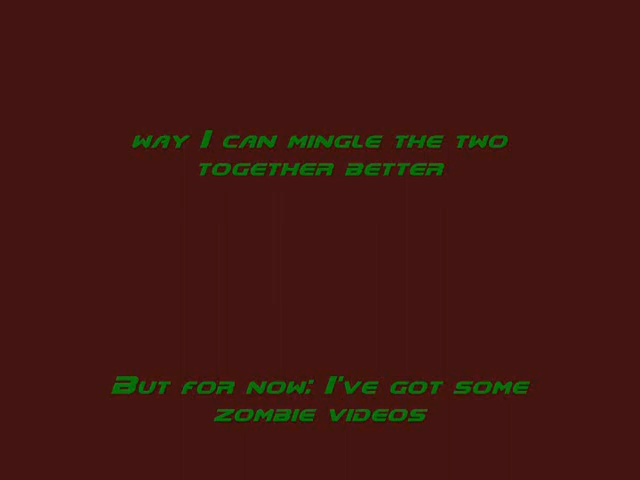 way I can mingle the two
together better
But for now: I've got some
zombie videos